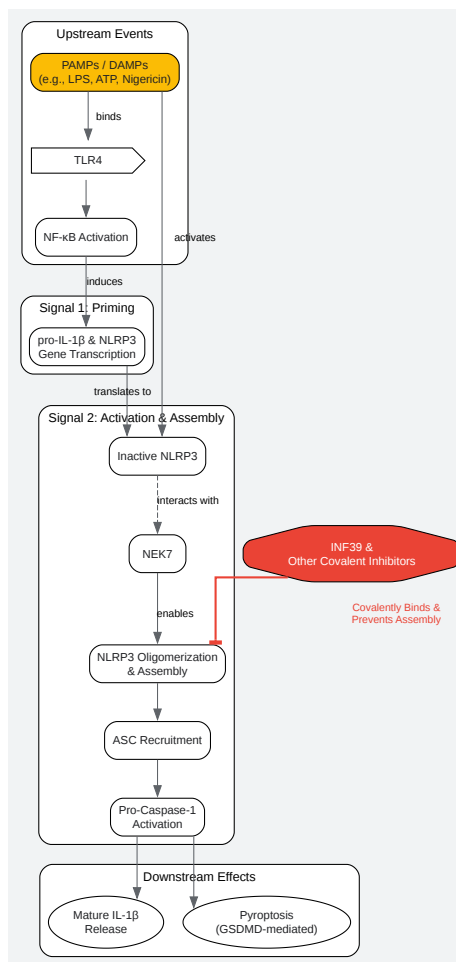 Upstream Events
PAMPs / DAMPs
(e.g., LPS, ATP, Nigericin)
binds
TLR4
NF-κB Activation
activates
induces
Signal 1: Priming
pro-IL-1β & NLRP3
Gene Transcription
translates to
Signal 2: Activation & Assembly
Inactive NLRP3
interacts with
NEK7
INF39 &
Other Covalent Inhibitors
Covalently Binds &
Prevents Assembly
enables
NLRP3 Oligomerization
& Assembly
ASC Recruitment
Pro-Caspase-1
Activation
Downstream Effects
Mature IL-1β
Release
Pyroptosis
(GSDMD-mediated)